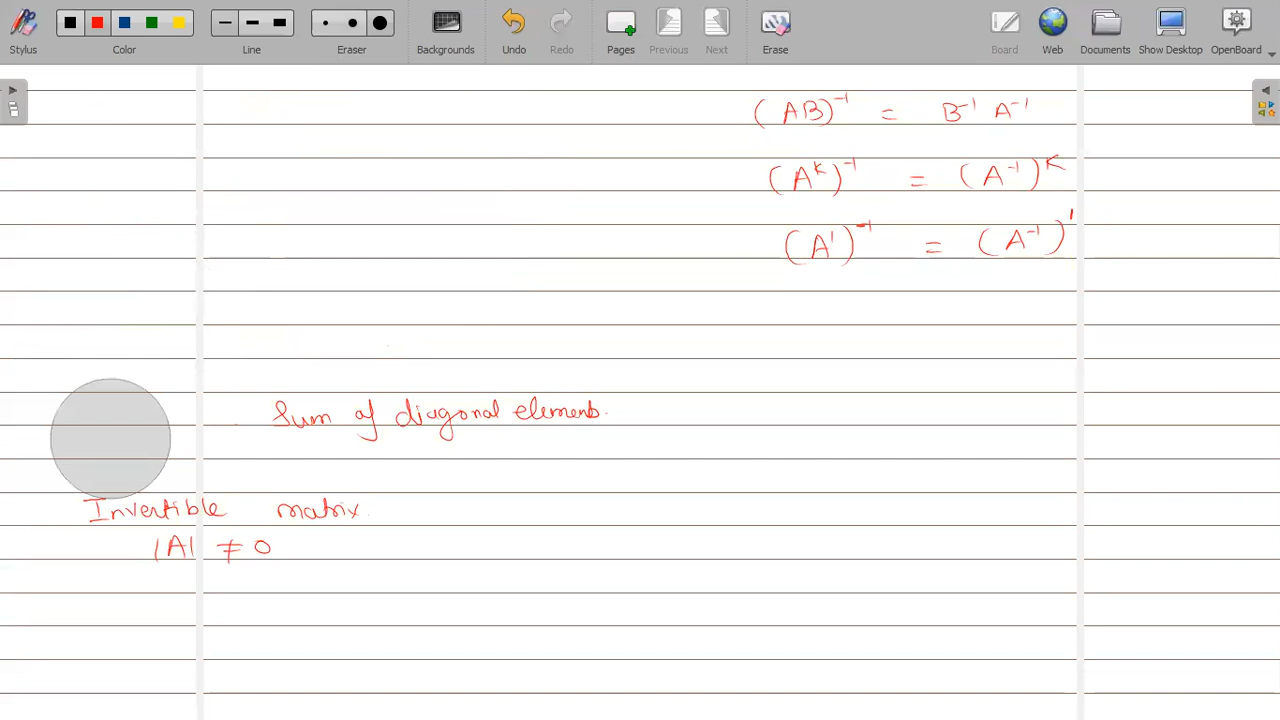 Stylus Color Line Eraser Backgrounds Undo Redo Pages Previous Next Erase Board Web Documents Show Desktop OpenBoard
(AB)⁻¹ = B⁻¹ A⁻¹
(Aᴷ)⁻¹ = (A⁻¹)ᴷ
(A')⁻¹ = (A⁻¹)'
Sum of diagonal elements.
Invertible matrix.
|A| ≠ 0